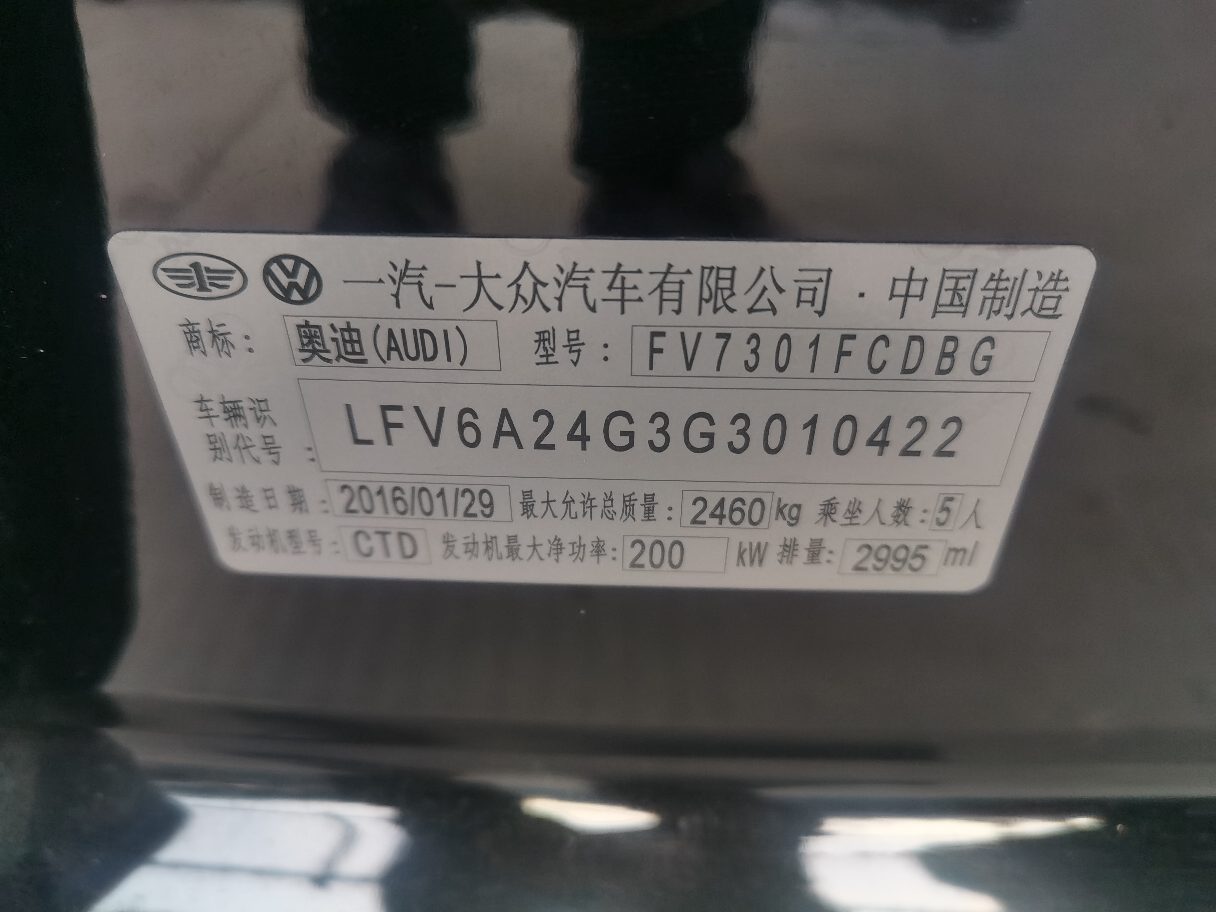 一汽-大众汽车有限公司·中国制造
商标：奥迪(AUDI) 型号：FV7301FCDBG
车辆识别代号：LFV6A24G3G3010422
制造日期：2016/01/29 最大允许总质量：2460kg 乘坐人数：5人
发动机型号：CTD 发动机最大净功率：200 kW 排量：2995 ml